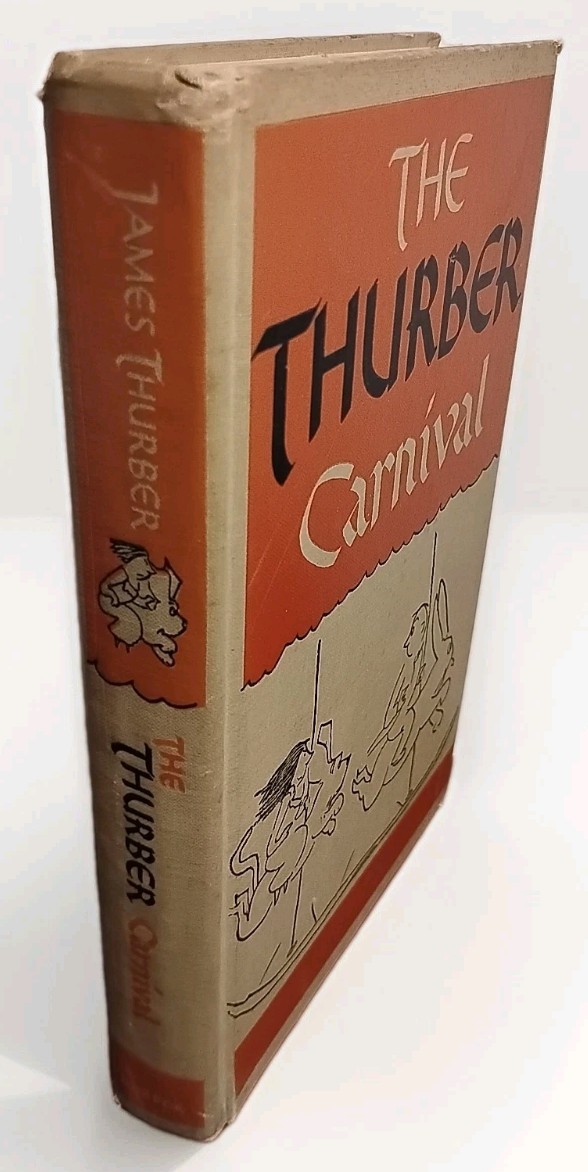 THE
THURBER
Carnival
JAMES THURBER
THE
THURBER
Carnival